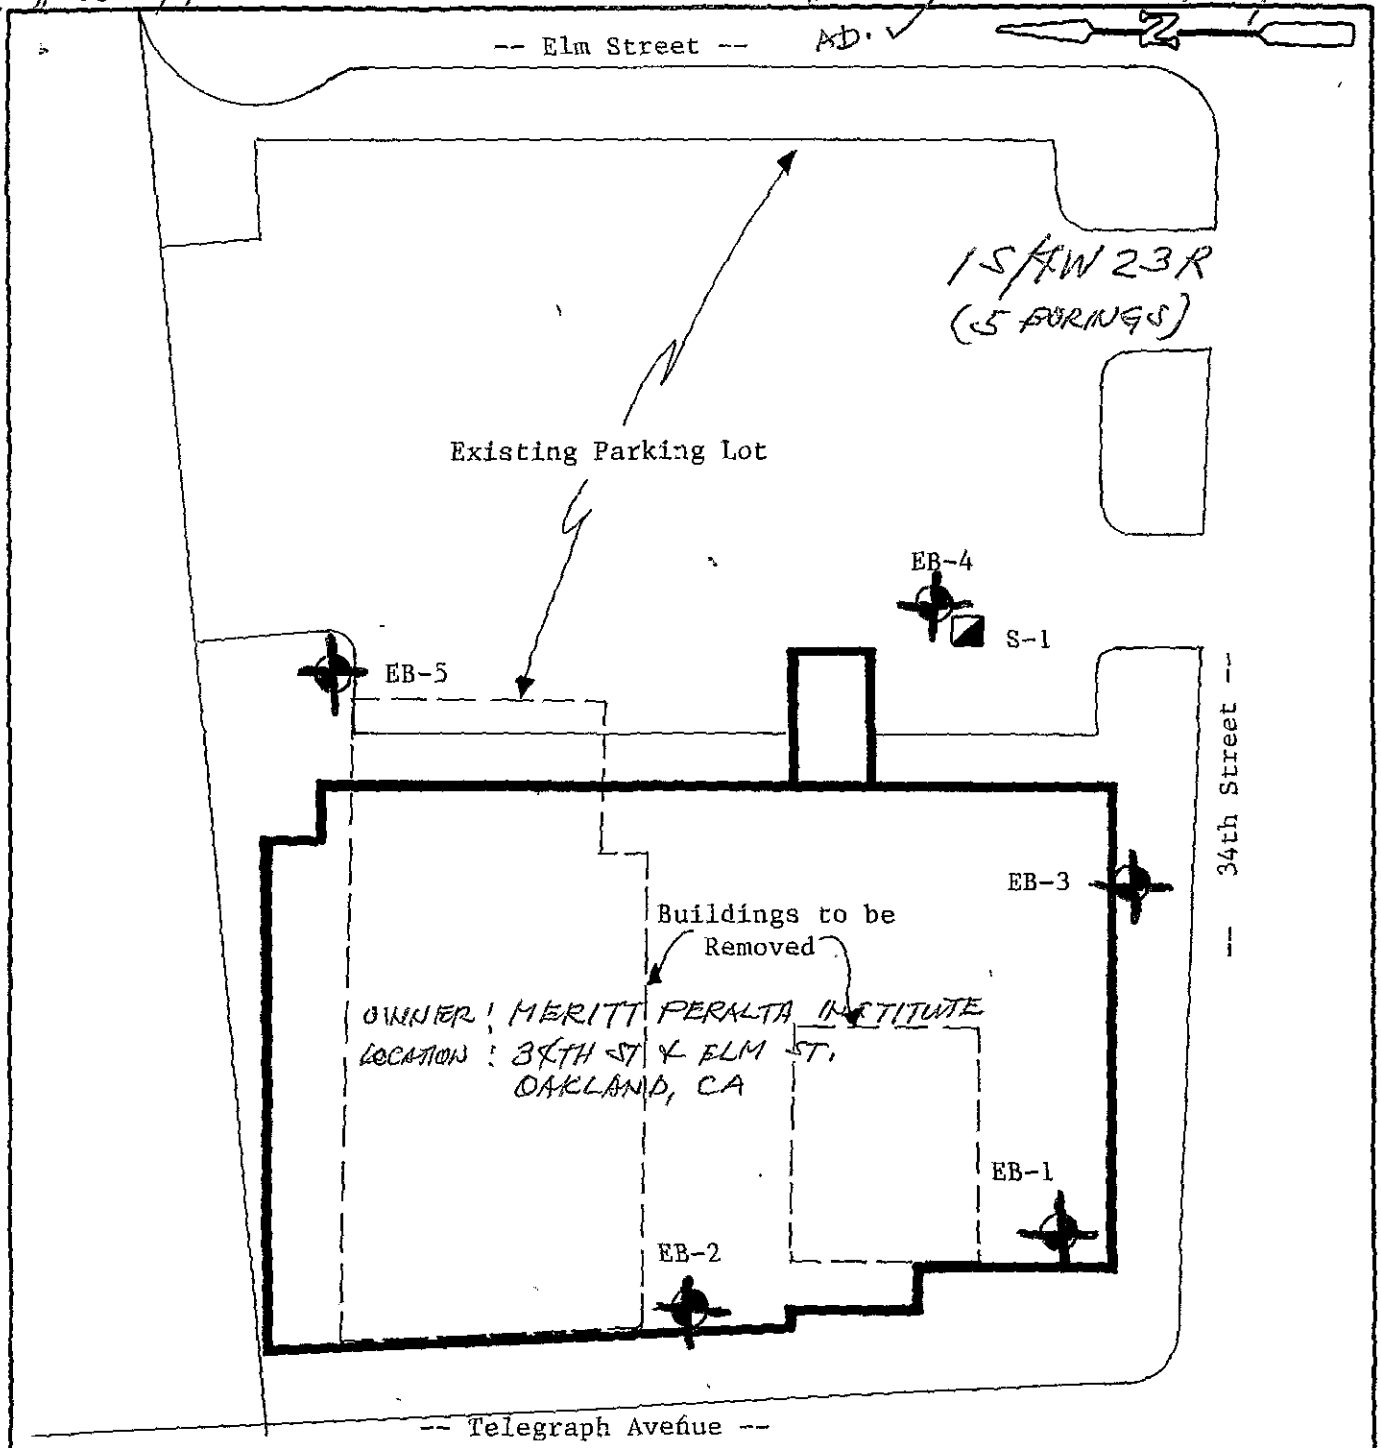 -- Elm Street --
AD. ✓
N
1S/4W 23R
(5 BORINGS)
Existing Parking Lot
EB-4
S-1
EB-5
-- 34th Street --
EB-3
Buildings to be
Removed
OWNER: MERITT PERALTA INSTITUTE
LOCATION: 34TH ST & ELM ST.
OAKLAND, CA
EB-1
EB-2
-- Telegraph Avenue --